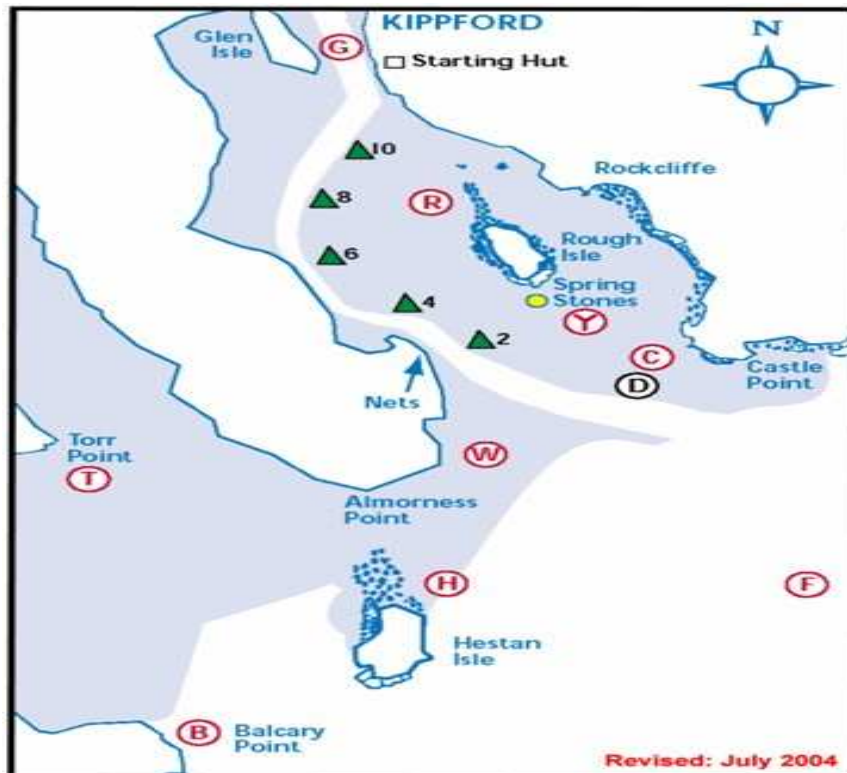 KIPPFORD
Glen
Isle
G
N
Starting Hut
10
Rockcliffe
8
R
Rough
Isle
6
Spring
Stones
4
Y
2
C
Castle
Point
D
Nets
Torr
Point
W
T
Almorness
Point
H
F
Hestan
Isle
B
Balcary
Point
Revised: July 2004